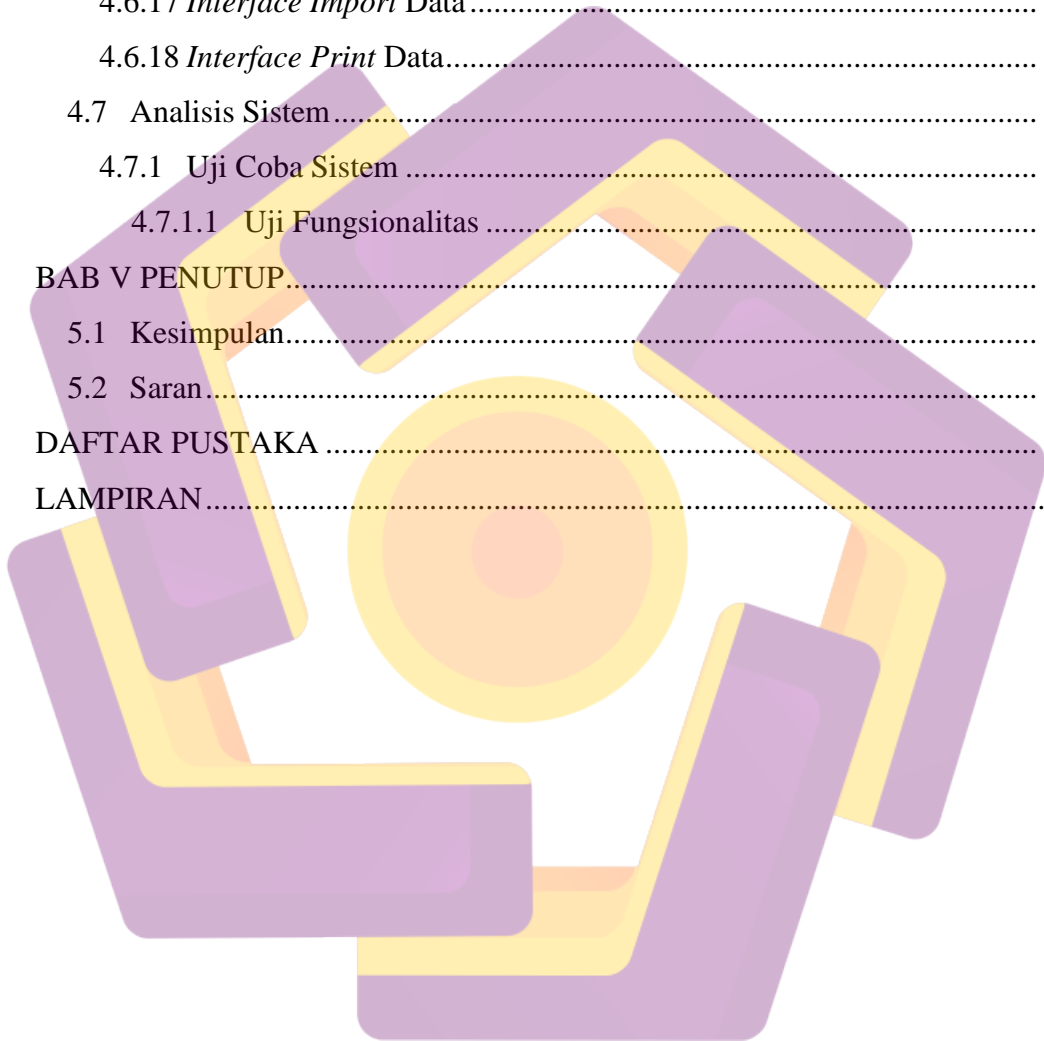 4.6.17 Interface Import Data....................................................................
4.6.18 Interface Print Data.......................................................................
4.7 Analisis Sistem....................................................................................
4.7.1 Uji Coba Sistem ...........................................................................
4.7.1.1 Uji Fungsionalitas .................................................................
BAB V PENUTUP.........................................................................................
5.1 Kesimpulan.........................................................................................
5.2 Saran...................................................................................................
DAFTAR PUSTAKA ....................................................................................
LAMPIRAN...................................................................................................